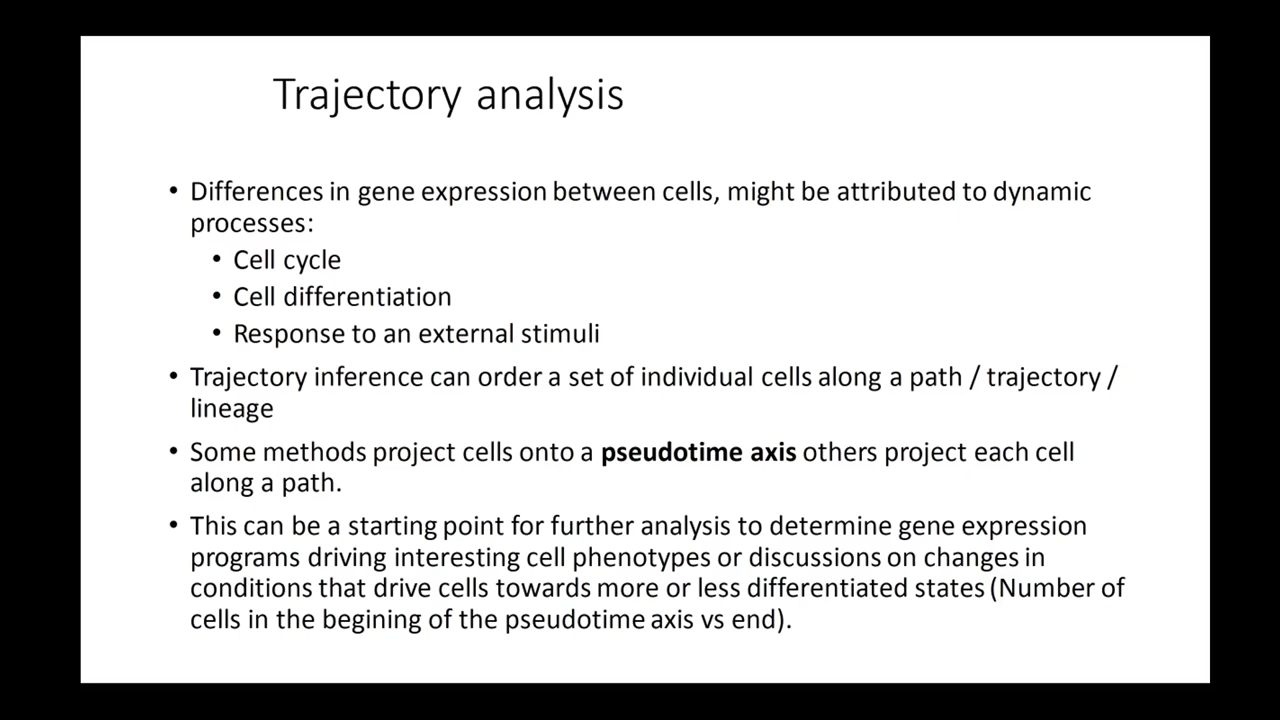 Trajectory analysis
• Differences in gene expression between cells, might be attributed to dynamic
processes:
• Cell cycle
• Cell differentiation
• Response to an external stimuli
• Trajectory inference can order a set of individual cells along a path / trajectory /
lineage
• Some methods project cells onto a pseudotime axis others project each cell
along a path.
• This can be a starting point for further analysis to determine gene expression
programs driving interesting cell phenotypes or discussions on changes in
conditions that drive cells towards more or less differentiated states (Number of
cells in the begining of the pseudotime axis vs end).